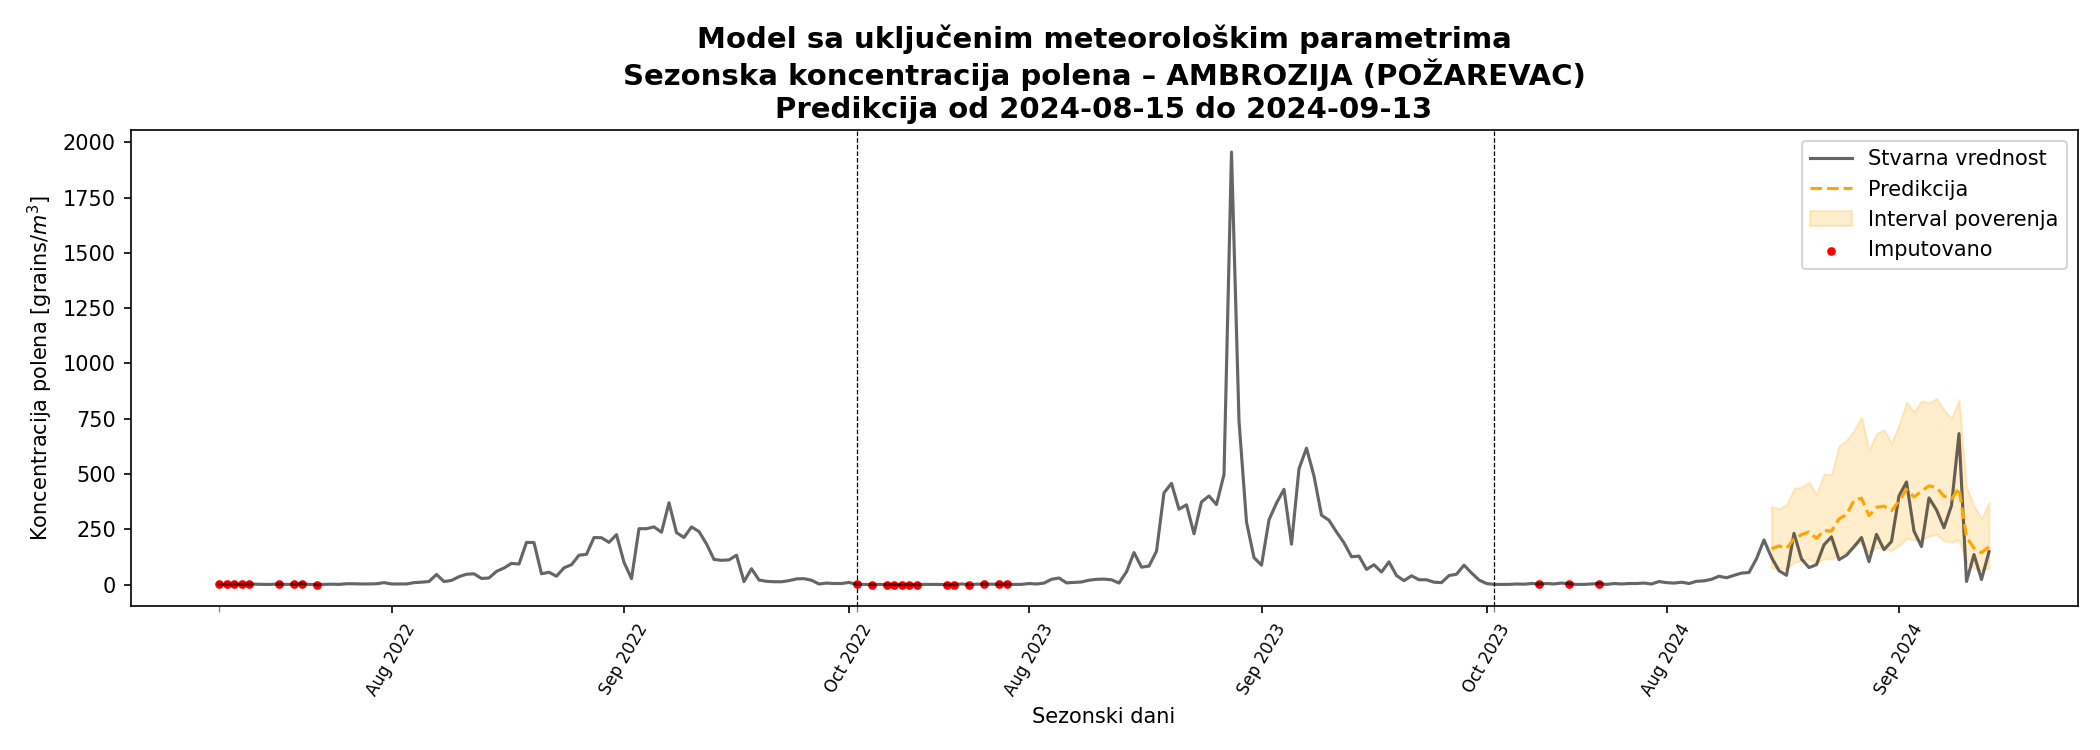 Model sa uključenim meteorološkim parametrima
Sezonska koncentracija polena – AMBROZIJA (POŽAREVAC)
Predikcija od 2024-08-15 do 2024-09-13
Koncentracija polena [grains/m³]
2000
1750
1500
1250
1000
750
500
250
0
Stvarna vrednost
Predikcija
Interval poverenja
Imputovano
Aug 2022
Sep 2022
Oct 2022
Aug 2023
Sep 2023
Oct 2023
Aug 2024
Sep 2024
Sezonski dani